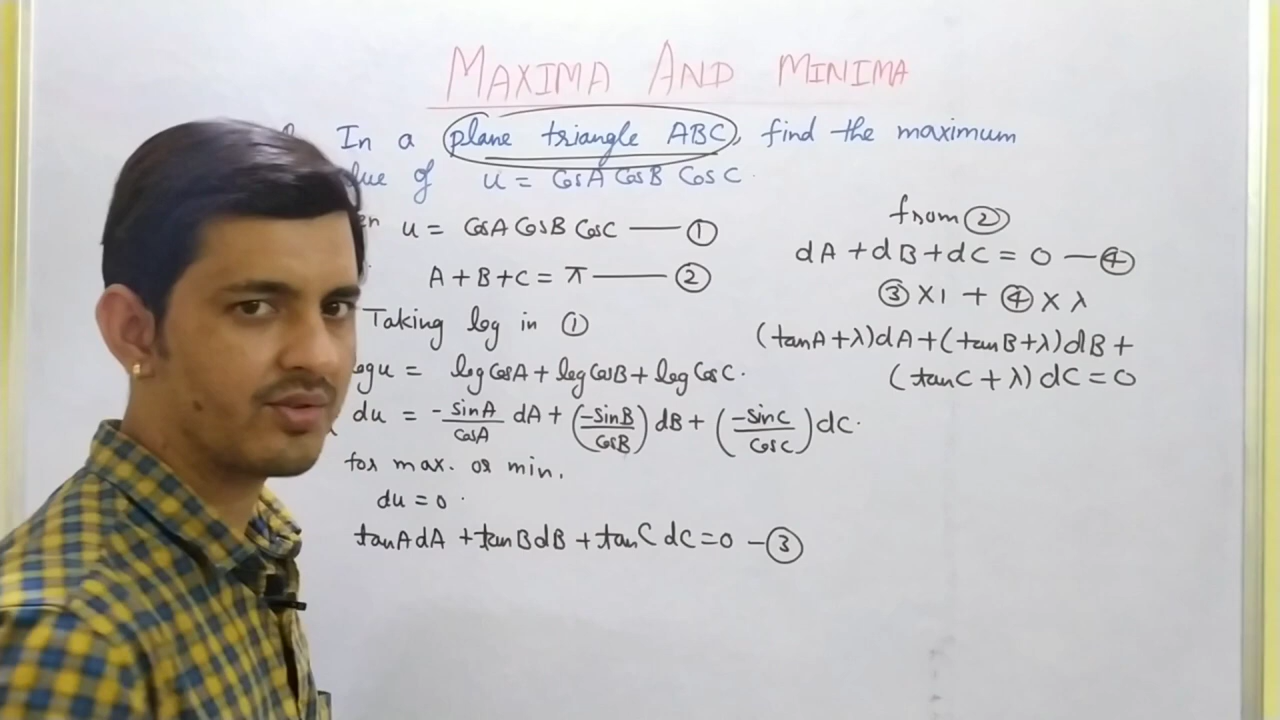 MAXIMA AND MINIMA
In a plane triangle ABC, find the maximum
of u = CosA CosB CosC.
u = CosA CosB CosC — ①
A + B + C = π — ②
Taking log in ①
logu = log CosA + log CosB + log CosC.
du = -sinA/CosA dA + (-sinB/CosB) dB + (-sinC/CosC) dC.
for max. or min.
du = 0.
tanA dA + tanB dB + tanC dC = 0 — ③
from ②
dA + dB + dC = 0 — ④
③ × 1 + ④ × λ
(tanA + λ)dA + (tanB + λ)dB +
(tanC + λ) dC = 0